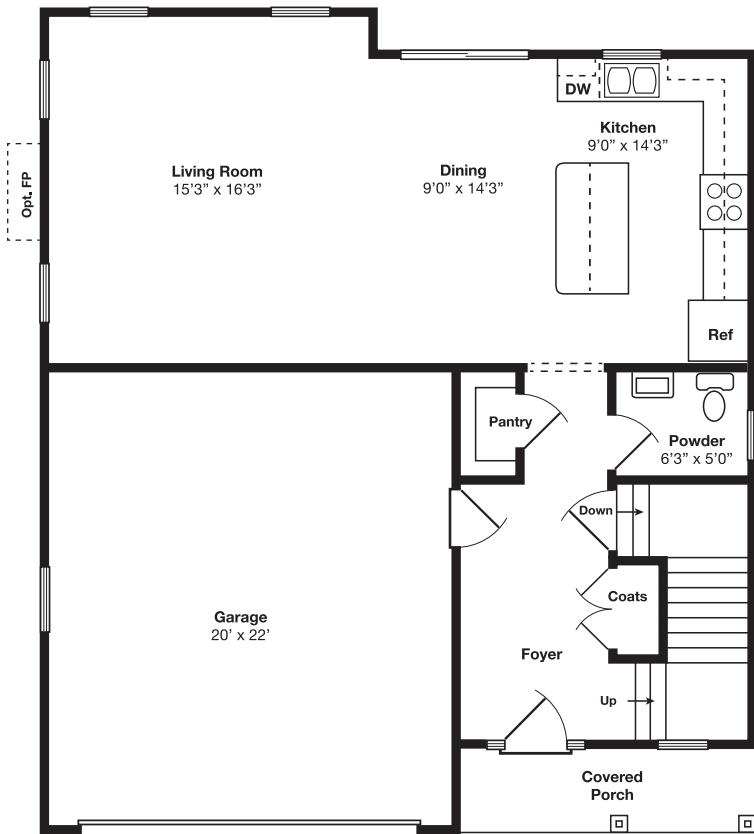 DW
Kitchen
9’0” x 14’3”
Living Room
15’3” x 16’3”
Dining
9’0” x 14’3”
Opt. FP
Ref
Pantry
Powder
6’3” x 5’0”
Down
Coats
Garage
20’ x 22’
Foyer
Up
Covered
Porch